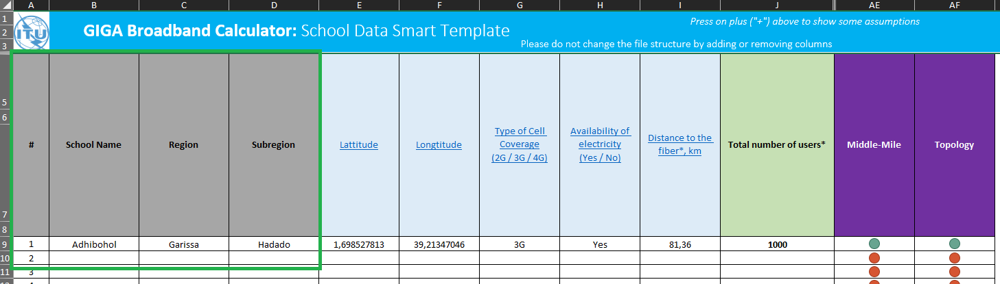 A B C D E F G H I J AE AF
1
2
3
ITU
GIGA Broadband Calculator: School Data Smart Template
Press on plus ("+") above to show some assumptions
Please do not change the file structure by adding or removing columns
5
6
7
8
#
School Name
Region
Subregion
Lattitude
Longtitude
Type of Cell
Coverage
(2G / 3G / 4G)
Availability of
electricity
(Yes / No)
Distance to the
fiber*, km
Total number of users*
Middle-Mile
Topology
9 1 Adhibohol Garissa Hadado 1,698527813 39,21347046 3G Yes 81,36 1000
10 2
11 3